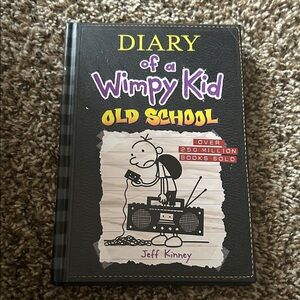 DIARY
of a
Wimpy Kid
OLD SCHOOL
OVER
250 MILLION
BOOKS SOLD
Jeff Kinney